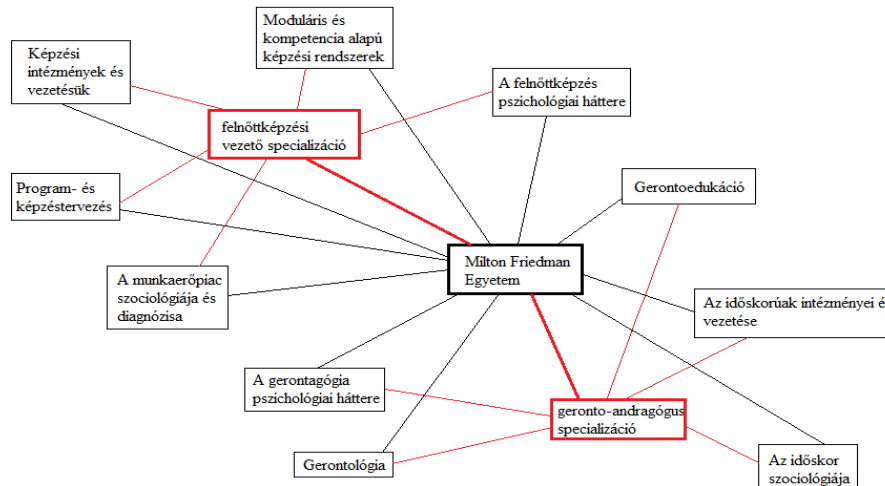 Moduláris és
kompetencia alapú
képzési rendszerek
Képzési
intézmények és
vezetésük
A felnőttképzés
pszichológiai háttere
felnőttképzési
vezető specializáció
Program- és
képzéstervezés
Gerontoedukáció
Milton Friedman
Egyetem
A munkaerőpiac
szociológiája és
diagnózisa
Az időskorúak intézményei é
vezetése
A gerontagógia
pszichológiai háttere
geronto-andragógus
specializáció
Gerontológia
Az időskor
szociológiája